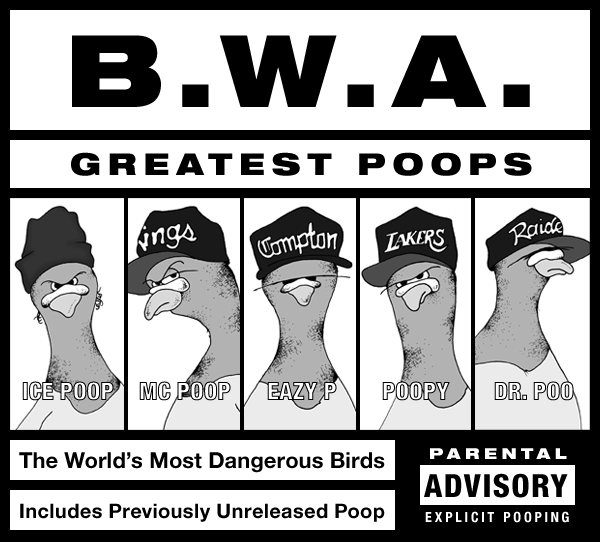 B.W.A.
GREATEST POOPS
ings
Compton
LAKERS
Raide
ICE POOP
MC POOP
EAZY P
POOPY
DR. POO
The World's Most Dangerous Birds
Includes Previously Unreleased Poop
PARENTAL
ADVISORY
EXPLICIT POOPING